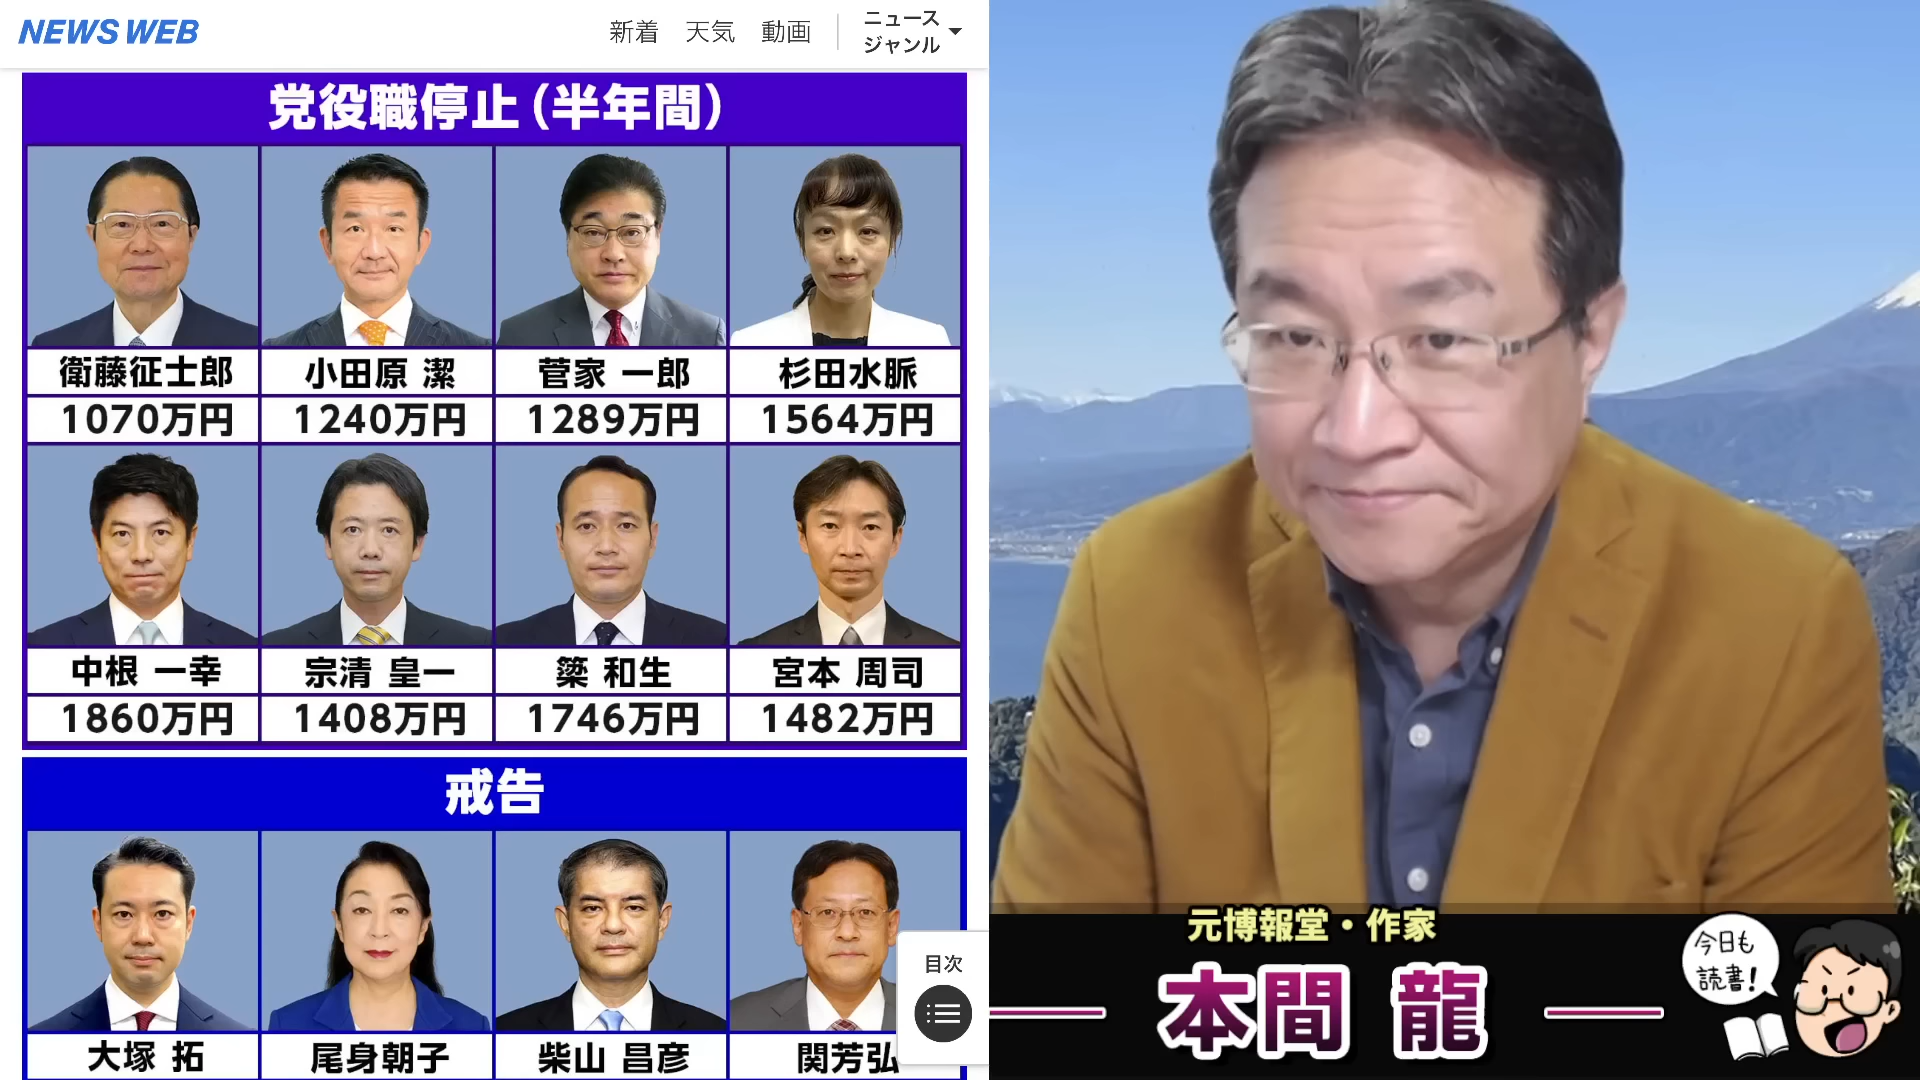 NEWS WEB
新着 天気 動画
ニュース
ジャンル
党役職停止(半年間)
衛藤征士郎 小田原 潔 菅家 一郎 杉田水脈
1070万円 1240万円 1289万円 1564万円
中根 一幸 宗清 皇一 簗 和生 宮本 周司
1860万円 1408万円 1746万円 1482万円
戒告
大塚 拓 尾身朝子 柴山 昌彦 関芳弘
目次
元博報堂・作家
本間 龍
今日も
読書!